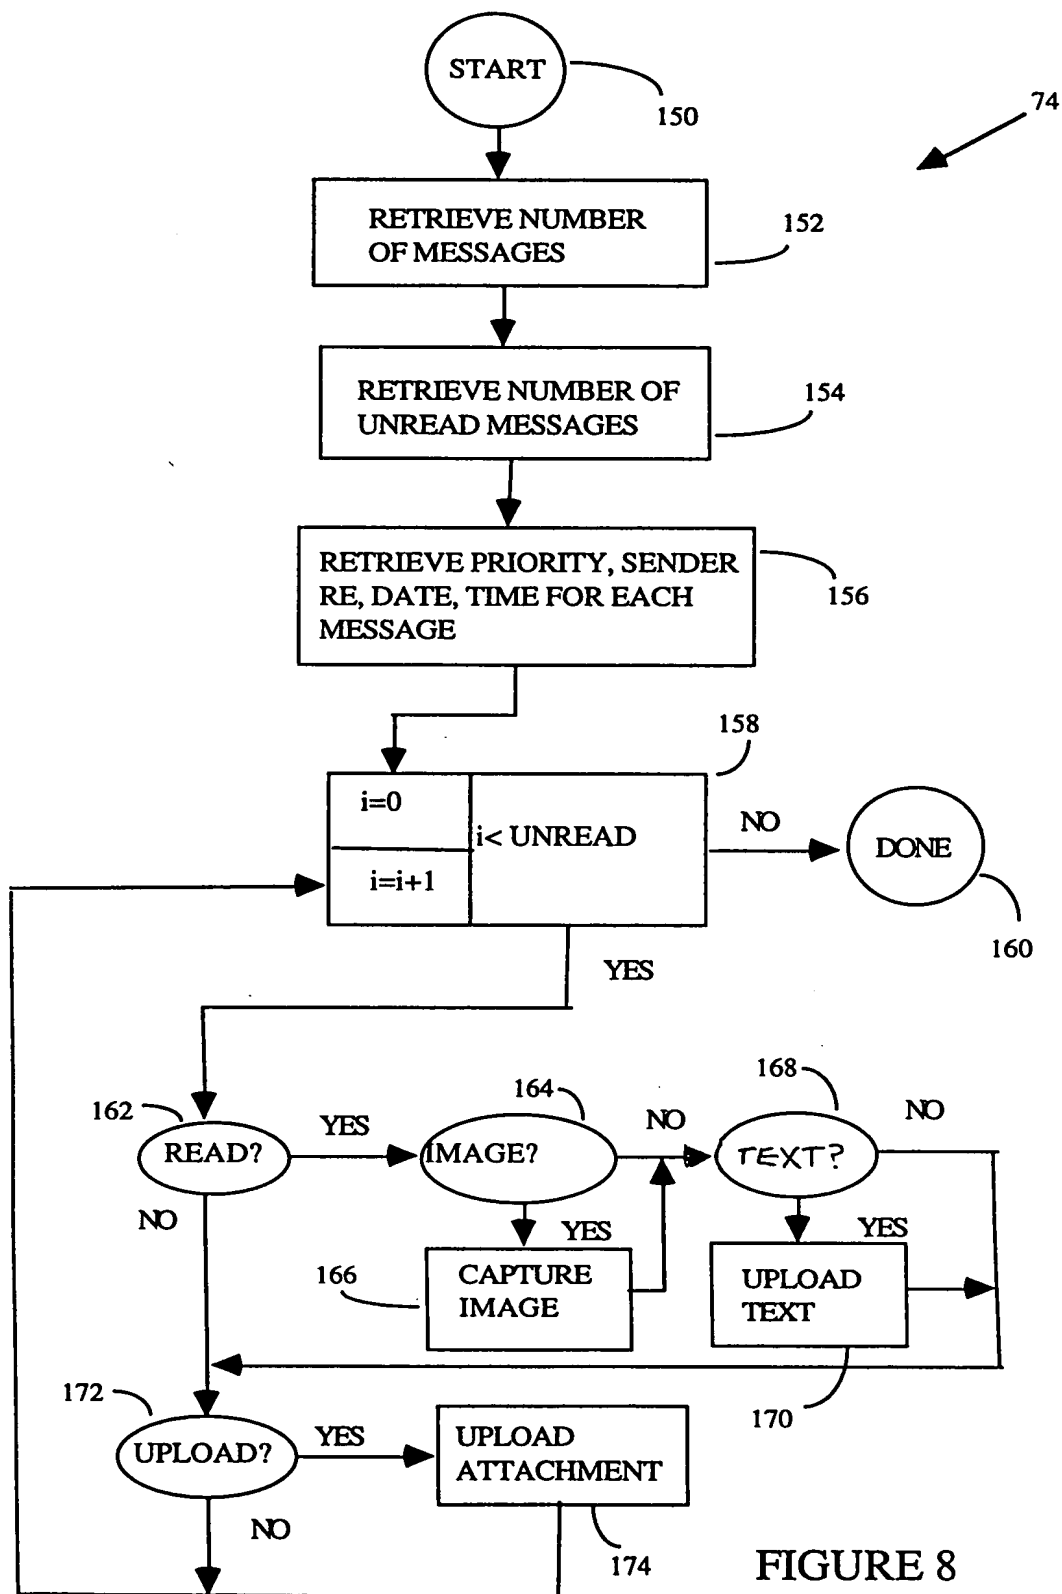 START
150
74
RETRIEVE NUMBER
OF MESSAGES
152
RETRIEVE NUMBER OF
UNREAD MESSAGES
154
RETRIEVE PRIORITY, SENDER
RE, DATE, TIME FOR EACH
MESSAGE
156
158
i=0
i< UNREAD
i=i+1
NO
DONE
160
YES
162
READ?
YES
164
IMAGE?
NO
168
TEXT?
NO
NO
YES
YES
166
CAPTURE
IMAGE
UPLOAD
TEXT
170
172
UPLOAD?
YES
UPLOAD
ATTACHMENT
NO
174
FIGURE 8